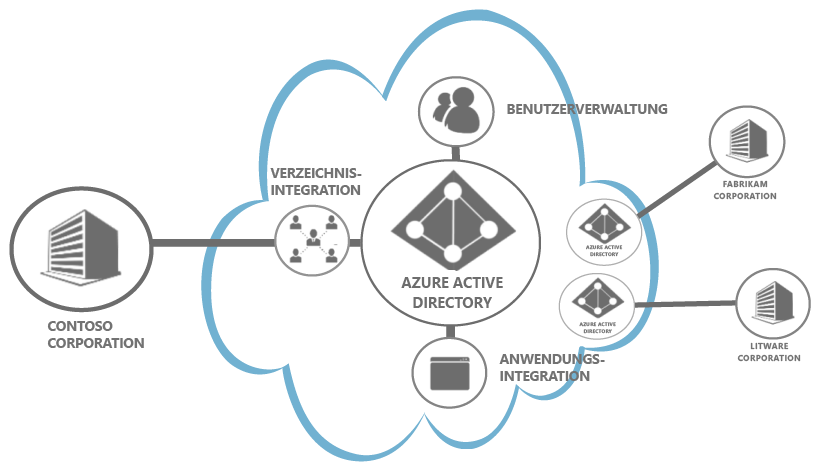 BENUTZERVERWALTUNG
VERZEICHNIS-
INTEGRATION
FABRIKAM
CORPORATION
AZURE ACTIVE
DIRECTORY
AZURE ACTIVE
DIRECTORY
CONTOSO
CORPORATION
AZURE ACTIVE
DIRECTORY
LITWARE
CORPORATION
ANWENDUNGS-
INTEGRATION